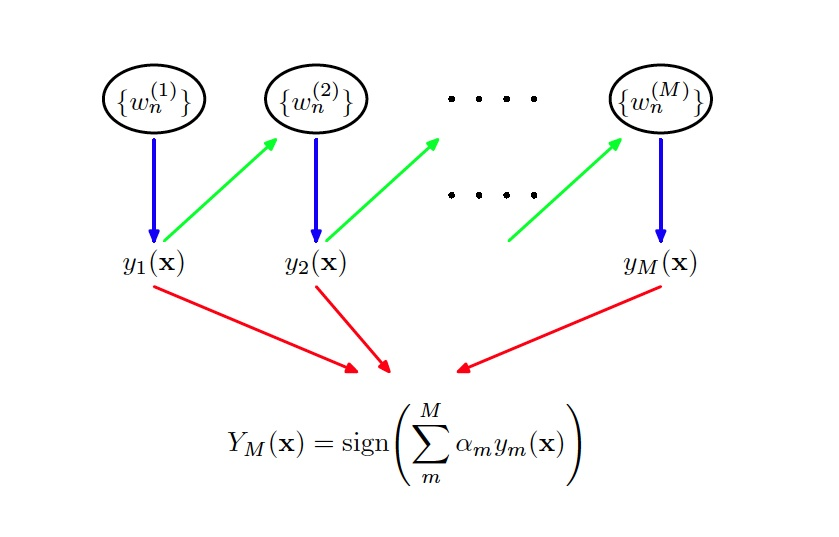 {w_n^{(1)}} {w_n^{(2)}} . . . . {w_n^{(M)}}
. . . .
y_1(x) y_2(x) y_M(x)
Y_M(x) = sign(∑_m^M α_m y_m(x))